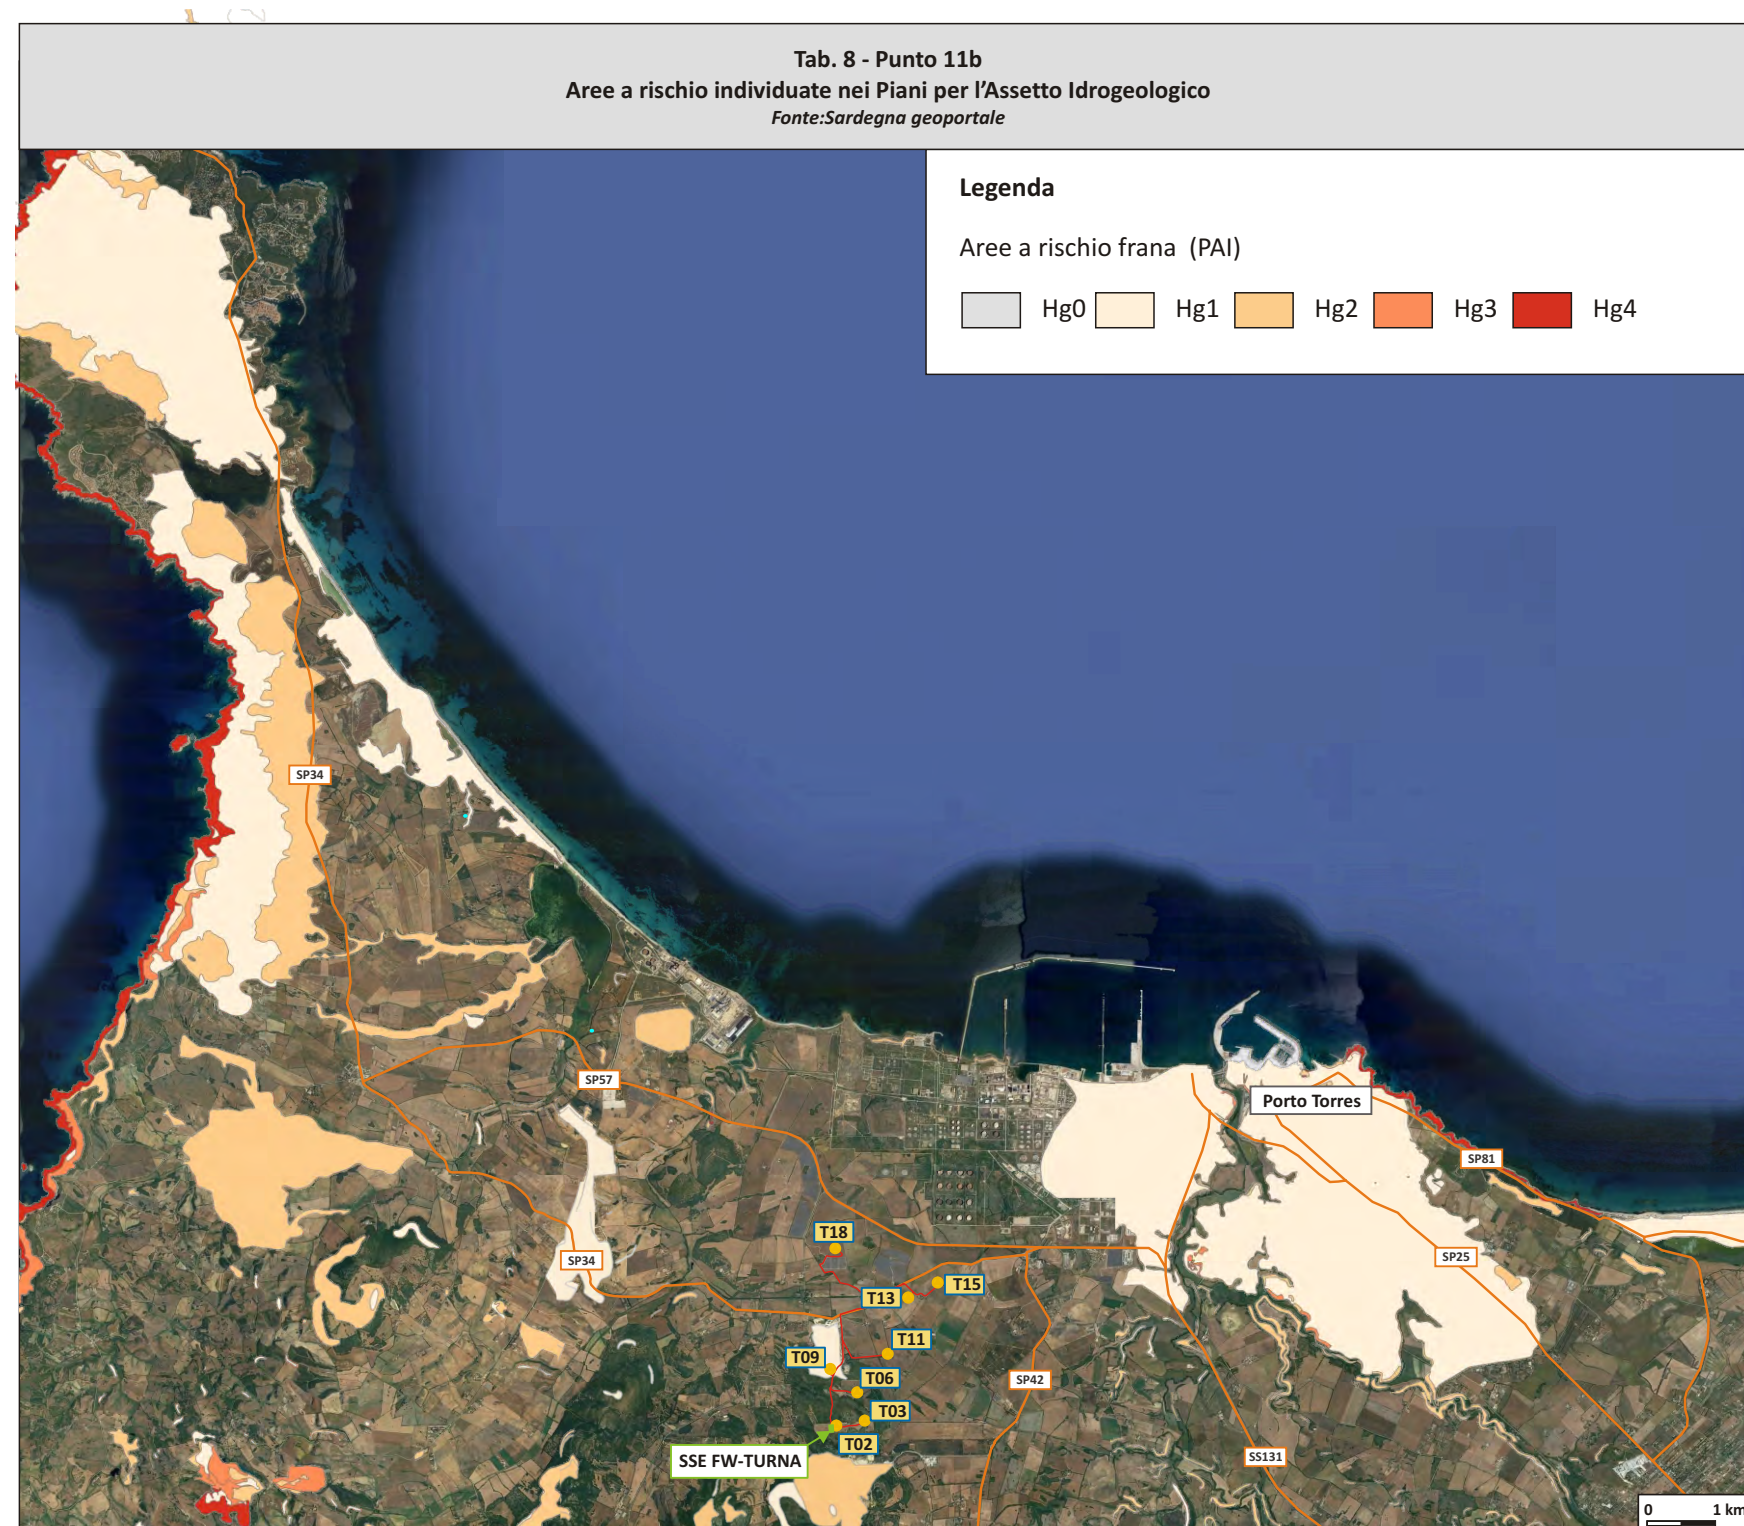 Tab. 8 - Punto 11b
Aree a rischio individuate nei Piani per l'Assetto Idrogeologico
Fonte:Sardegna geoportale
Legenda
Aree a rischio frana (PAI)
Hg0 Hg1 Hg2 Hg3 Hg4
SP34
SP57
Porto Torres
SP81
T18
SP34
SP25
T15
T13
T11
T09
T06
SP42
T03
T02
SSE FW-TURNA
SS131
0 1 km